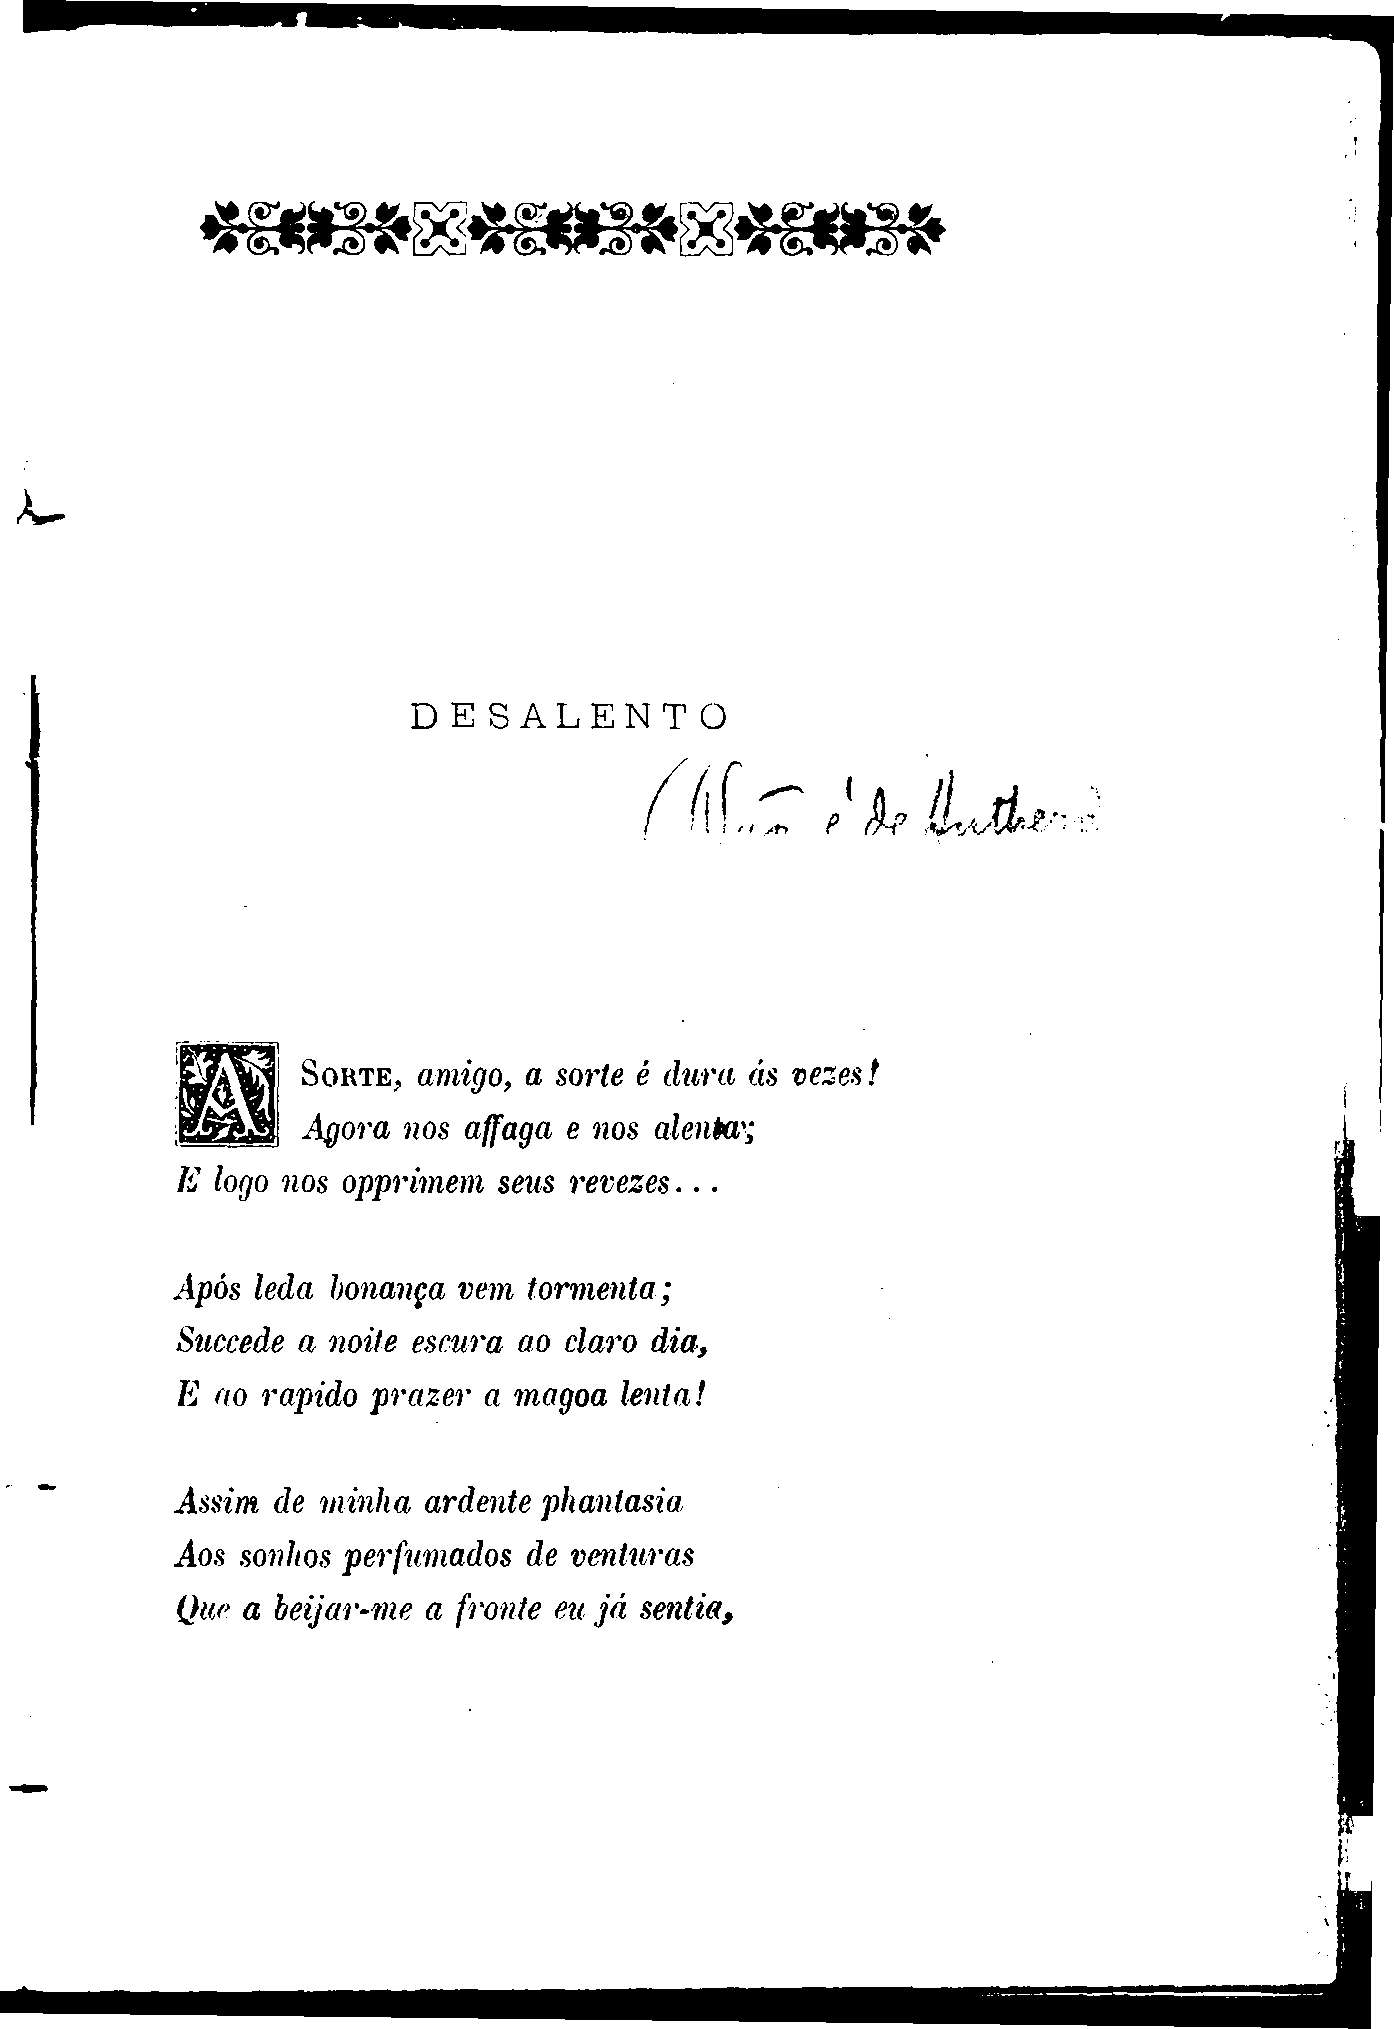 DESALENTO
(Não é de Anthero)
A SORTE, amigo, a sorte é dura ás vezes!
Agora nos affaga e nos alenta;
E logo nos opprimem seus revezes...
Após leda bonança vem tormenta;
Succede a noite escura ao claro dia,
E ao rapido prazer a magoa lenta!
Assim de minha ardente phantasia
Aos sonhos perfumados de venturas
Que a beijar-me a fronte eu já sentia,